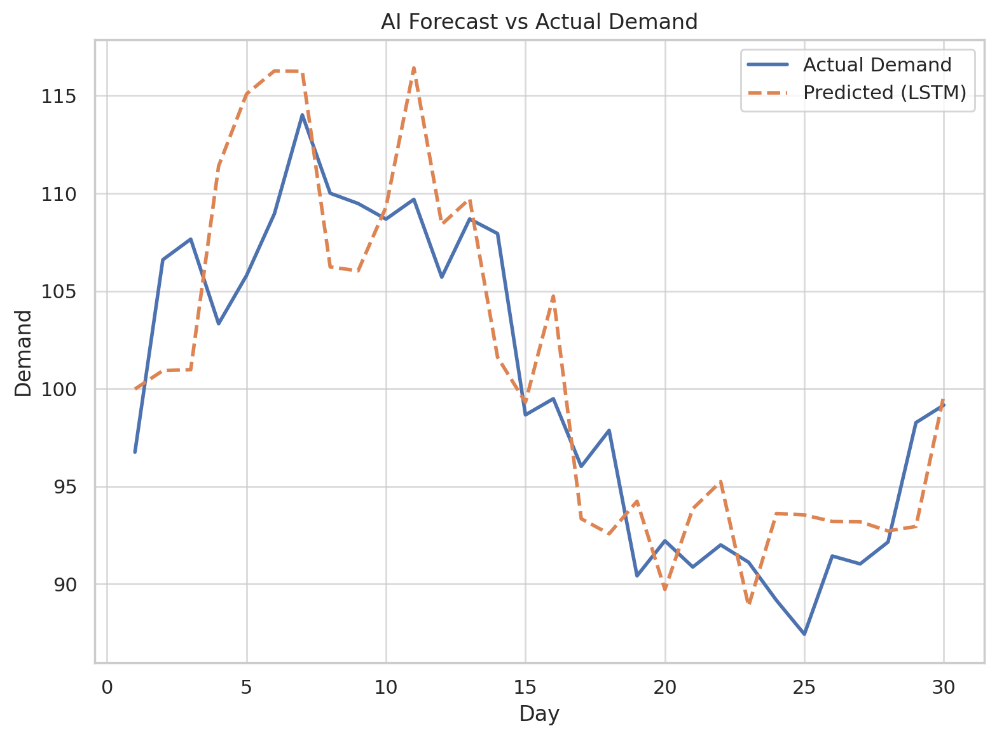 AI Forecast vs Actual Demand
Actual Demand
Predicted (LSTM)
115
110
105
100
95
90
Demand
0 5 10 15 20 25 30
Day